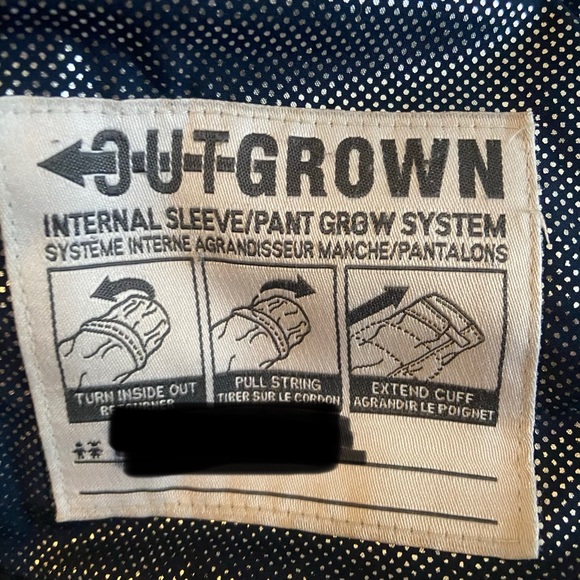 OUTGROWN
INTERNAL SLEEVE/PANT GROW SYSTEM
SYSTÈME INTERNE AGRANDISSEUR MANCHE/PANTALONS
TURN INSIDE OUT
PULL STRING
TIRER SUR LE CORDON
EXTEND CUFF
AGRANDIR LE POIGNET